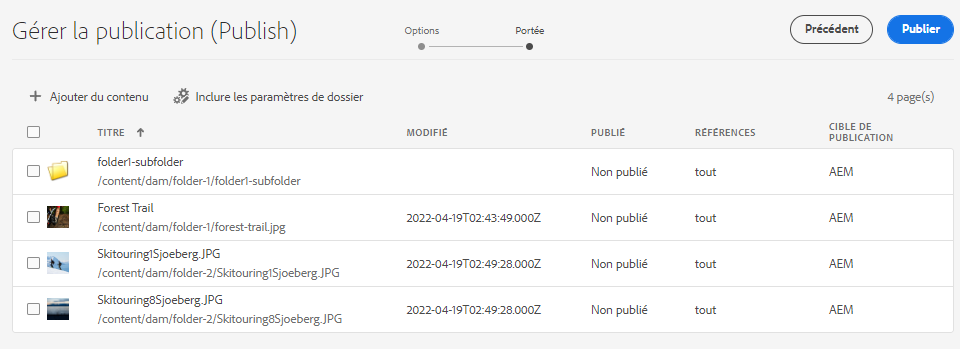 Gérer la publication (Publish)
Options
Portée
Précédent
Publier
Ajouter du contenu
Inclure les paramètres de dossier
4 page(s)
TITRE
MODIFIÉ
PUBLIÉ
RÉFÉRENCES
CIBLE DE
PUBLICATION
folder1-subfolder
/content/dam/folder-1/folder1-subfolder
Non publié
tout
AEM
Forest Trail
/content/dam/folder-1/forest-trail.jpg
2022-04-19T02:43:49.000Z
Non publié
tout
AEM
Skitouring1Sjoeberg.JPG
/content/dam/folder-2/Skitouring1Sjoeberg.JPG
2022-04-19T02:49:28.000Z
Non publié
tout
AEM
Skitouring8Sjoeberg.JPG
/content/dam/folder-2/Skitouring8Sjoeberg.JPG
2022-04-19T02:49:28.000Z
Non publié
tout
AEM